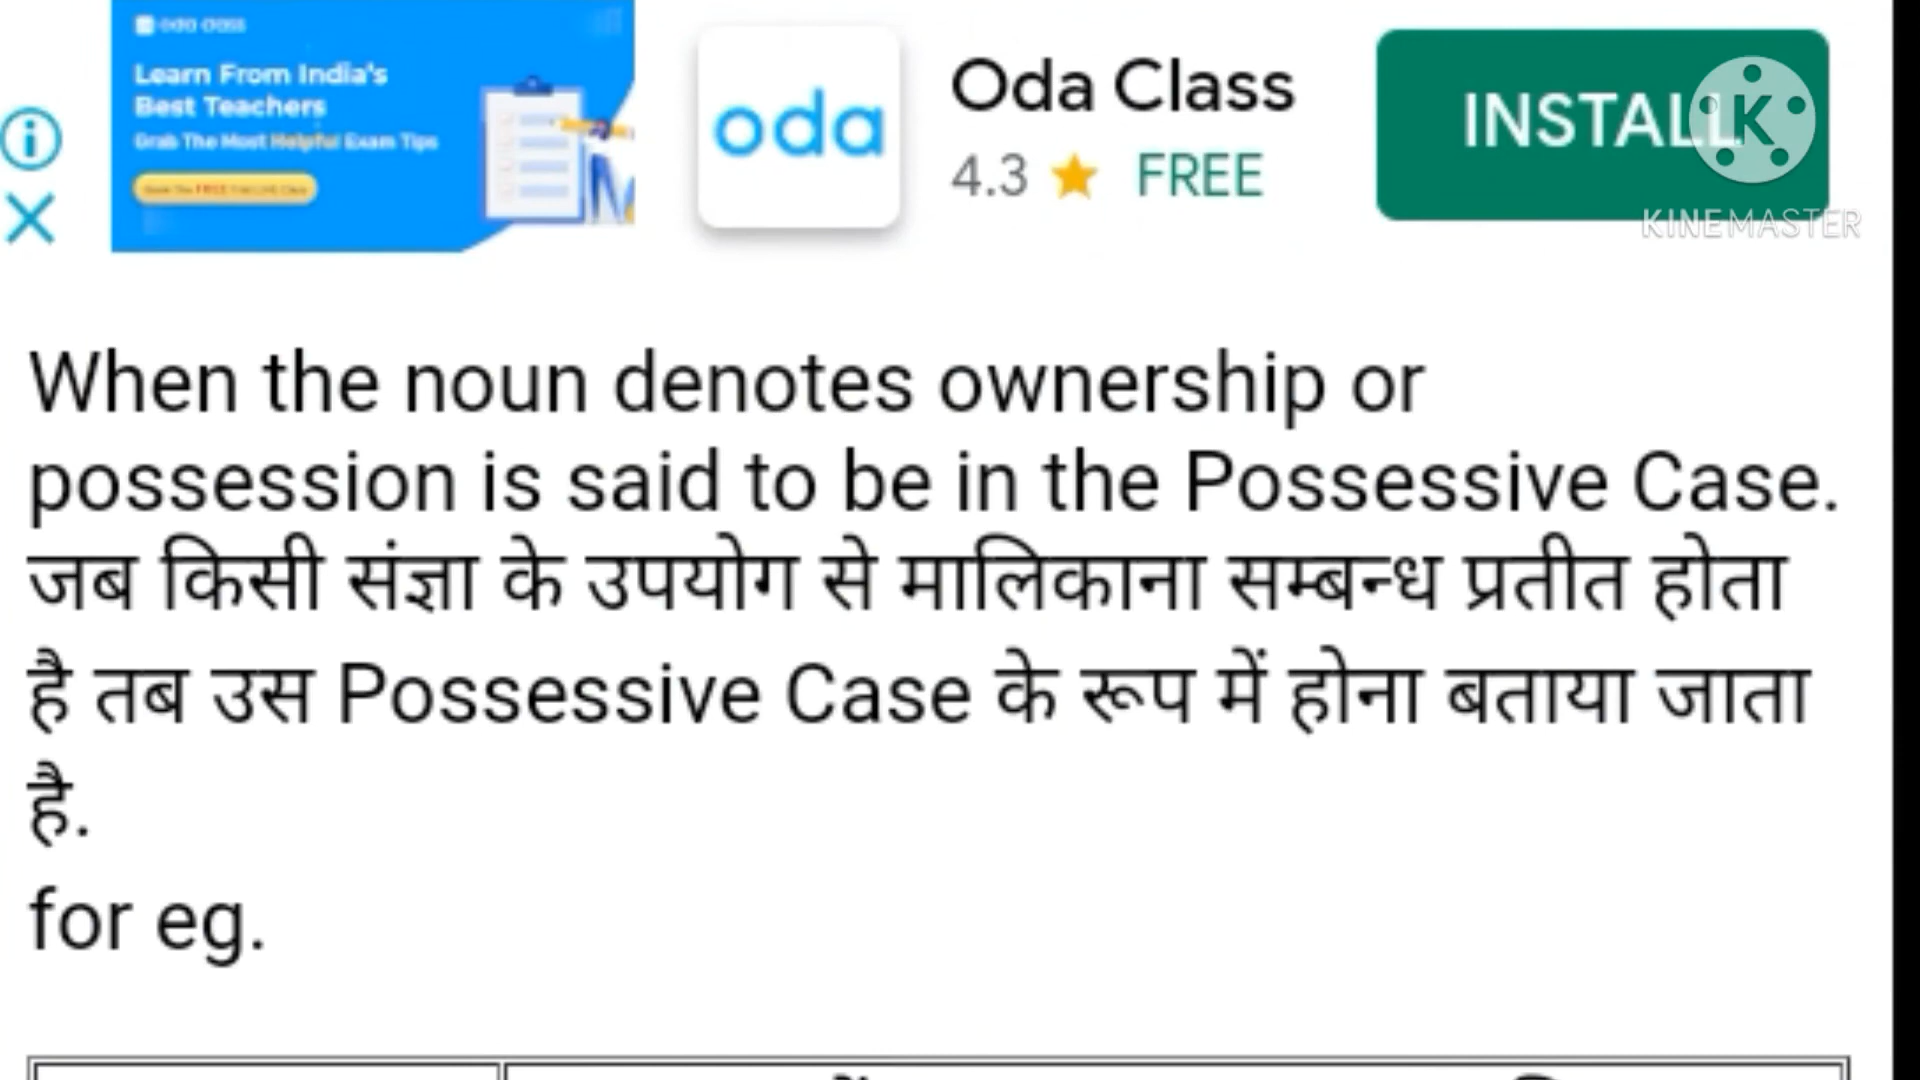 oda class
Learn From India's
Best Teachers
Grab The Most Helpful Exam Tips
oda
Oda Class
4.3 ★ FREE
INSTALL
K
KINEMASTER
When the noun denotes ownership or
possession is said to be in the Possessive Case.
जब किसी संज्ञा के उपयोग से मालिकाना सम्बन्ध प्रतीत होता
है तब उस Possessive Case के रूप में होना बताया जाता
है.
for eg.